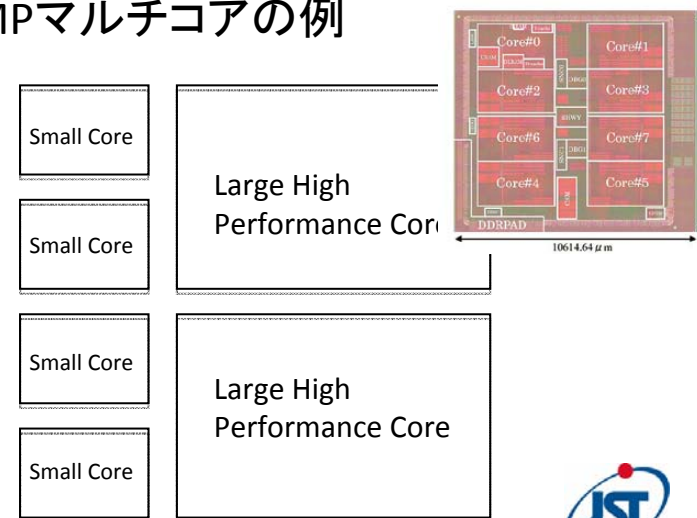 MPマルチコアの例
Small Core
Small Core
Small Core
Small Core
Large High
Performance Core
Large High
Performance Core
Core#0
Core#1
Core#2
Core#3
Core#6
Core#7
Core#4
Core#5
DDRPAD
10614.64 μm
JST